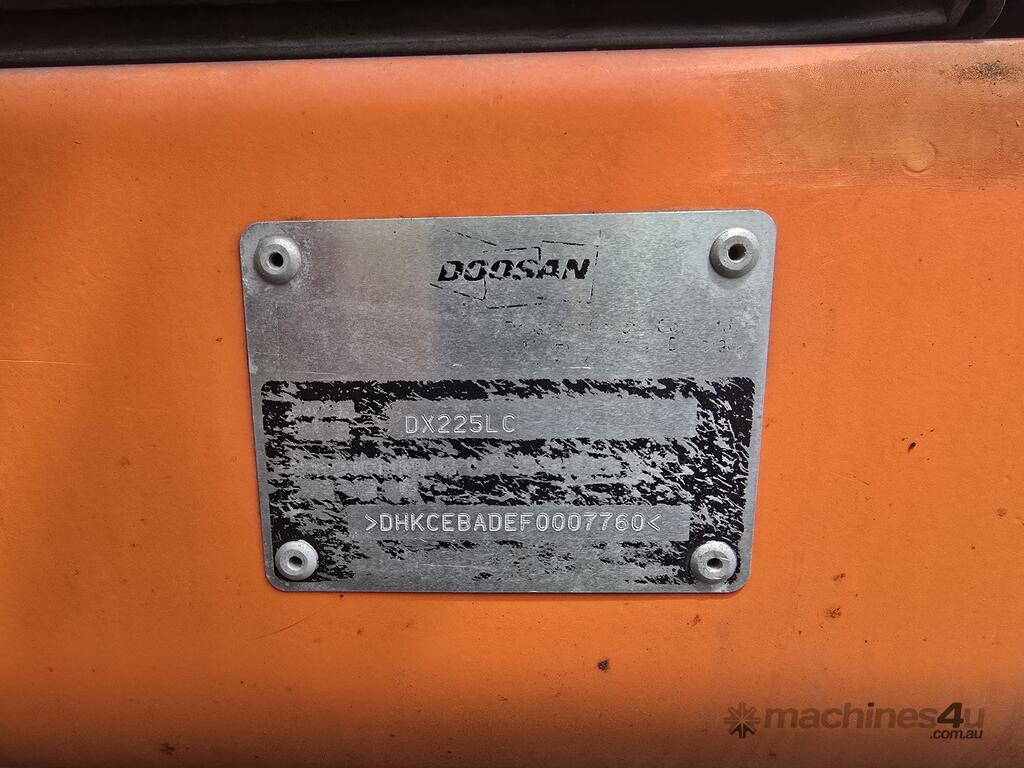 DOOSAN
DX225LC
>DHKCEBADEF0007760<
machines4u
.com.au